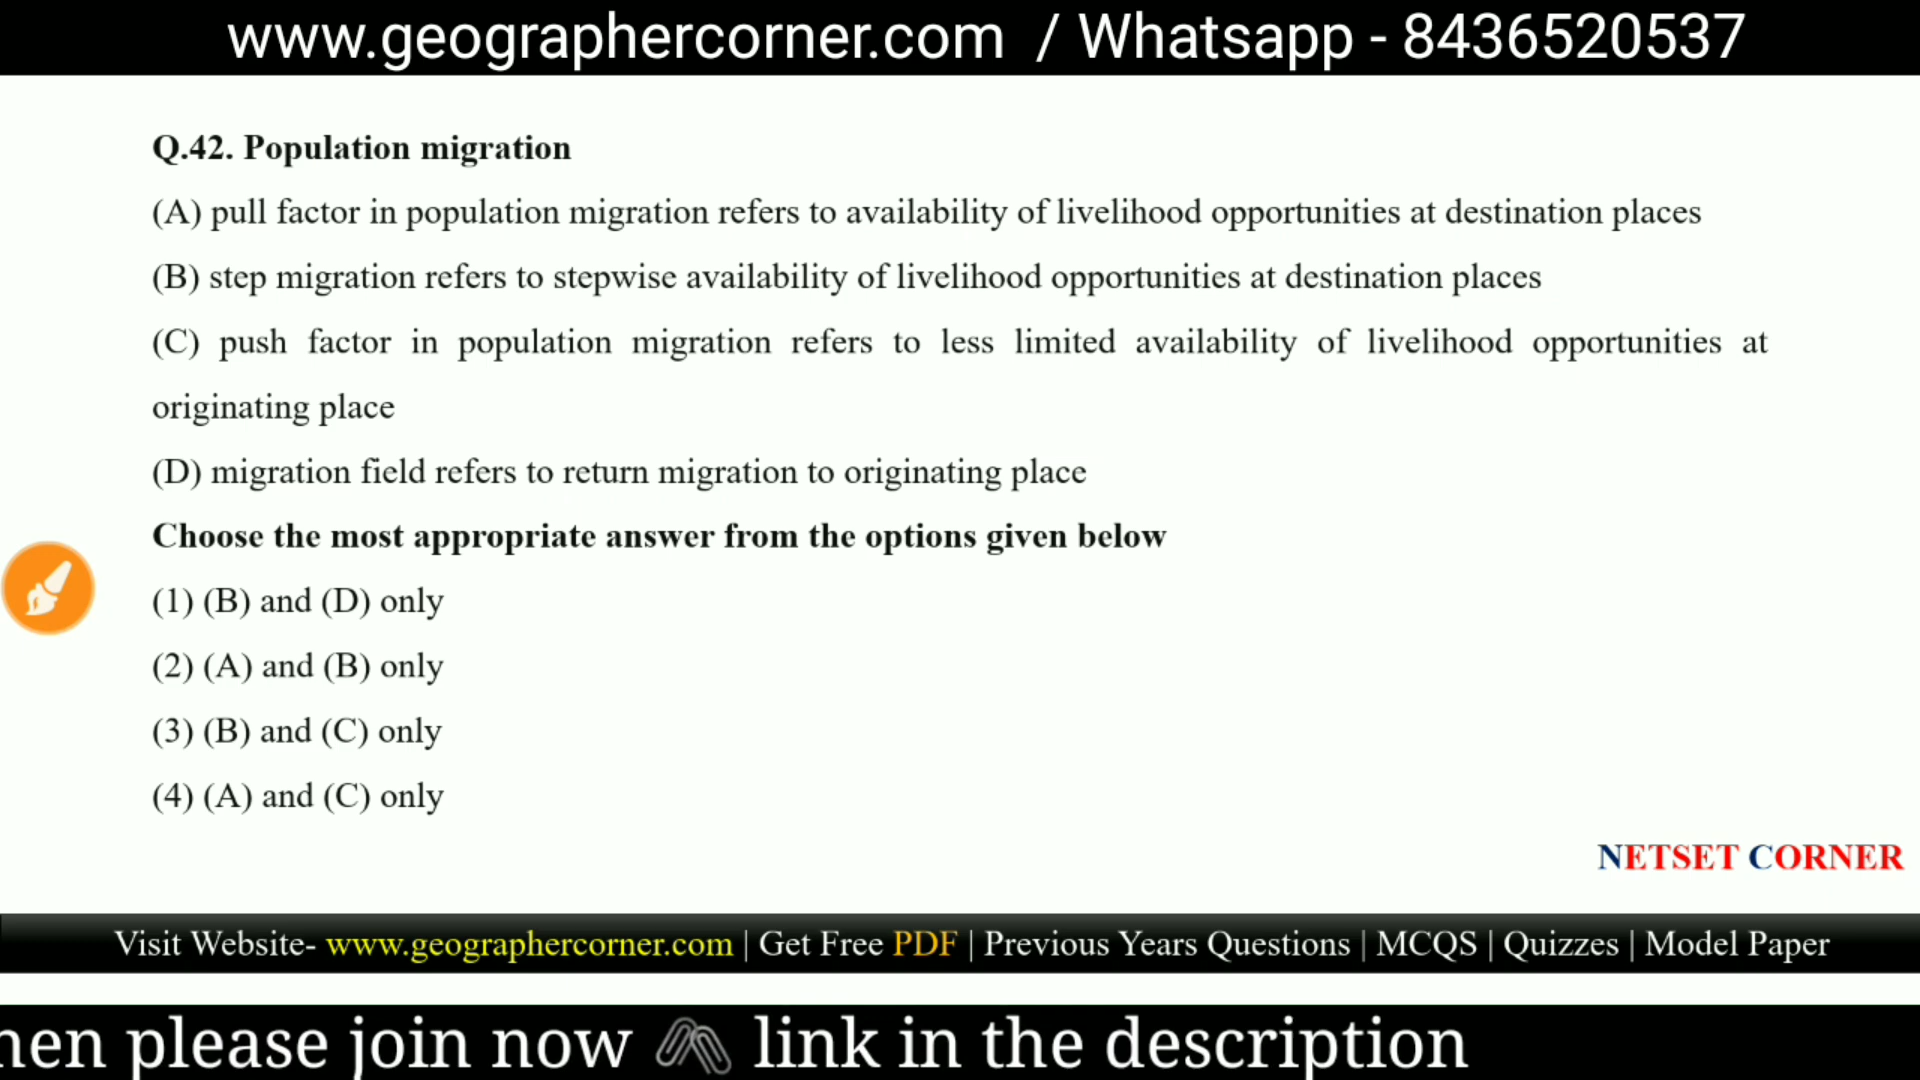 www.geographercorner.com / Whatsapp - 8436520537
Q.42. Population migration
(A) pull factor in population migration refers to availability of livelihood opportunities at destination places
(B) step migration refers to stepwise availability of livelihood opportunities at destination places
(C) push factor in population migration refers to less limited availability of livelihood opportunities at
originating place
(D) migration field refers to return migration to originating place
Choose the most appropriate answer from the options given below
(1) (B) and (D) only
(2) (A) and (B) only
(3) (B) and (C) only
(4) (A) and (C) only
NETSET CORNER
Visit Website- www.geographercorner.com | Get Free PDF | Previous Years Questions | MCQS | Quizzes | Model Paper
please join now 🖇 link in the description